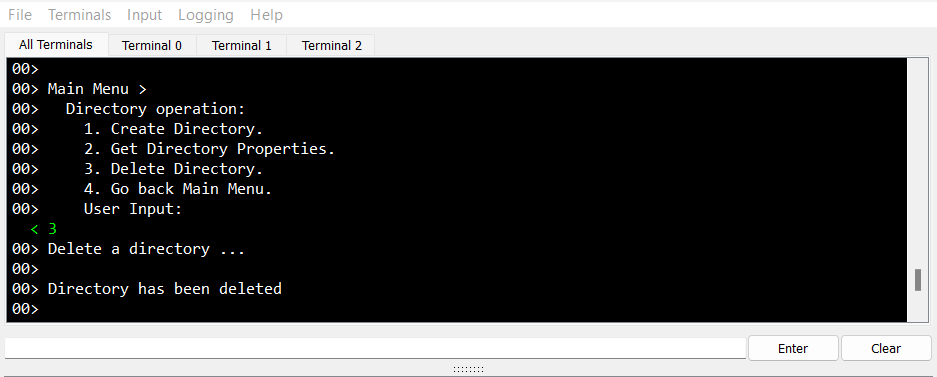 File Terminals Input Logging Help
All Terminals Terminal 0 Terminal 1 Terminal 2
00>
00> Main Menu >
00>   Directory operation:
00>     1. Create Directory.
00>     2. Get Directory Properties.
00>     3. Delete Directory.
00>     4. Go back Main Menu.
00>     User Input:
  < 3
00> Delete a directory ...
00>
00> Directory has been deleted
00>
Enter Clear